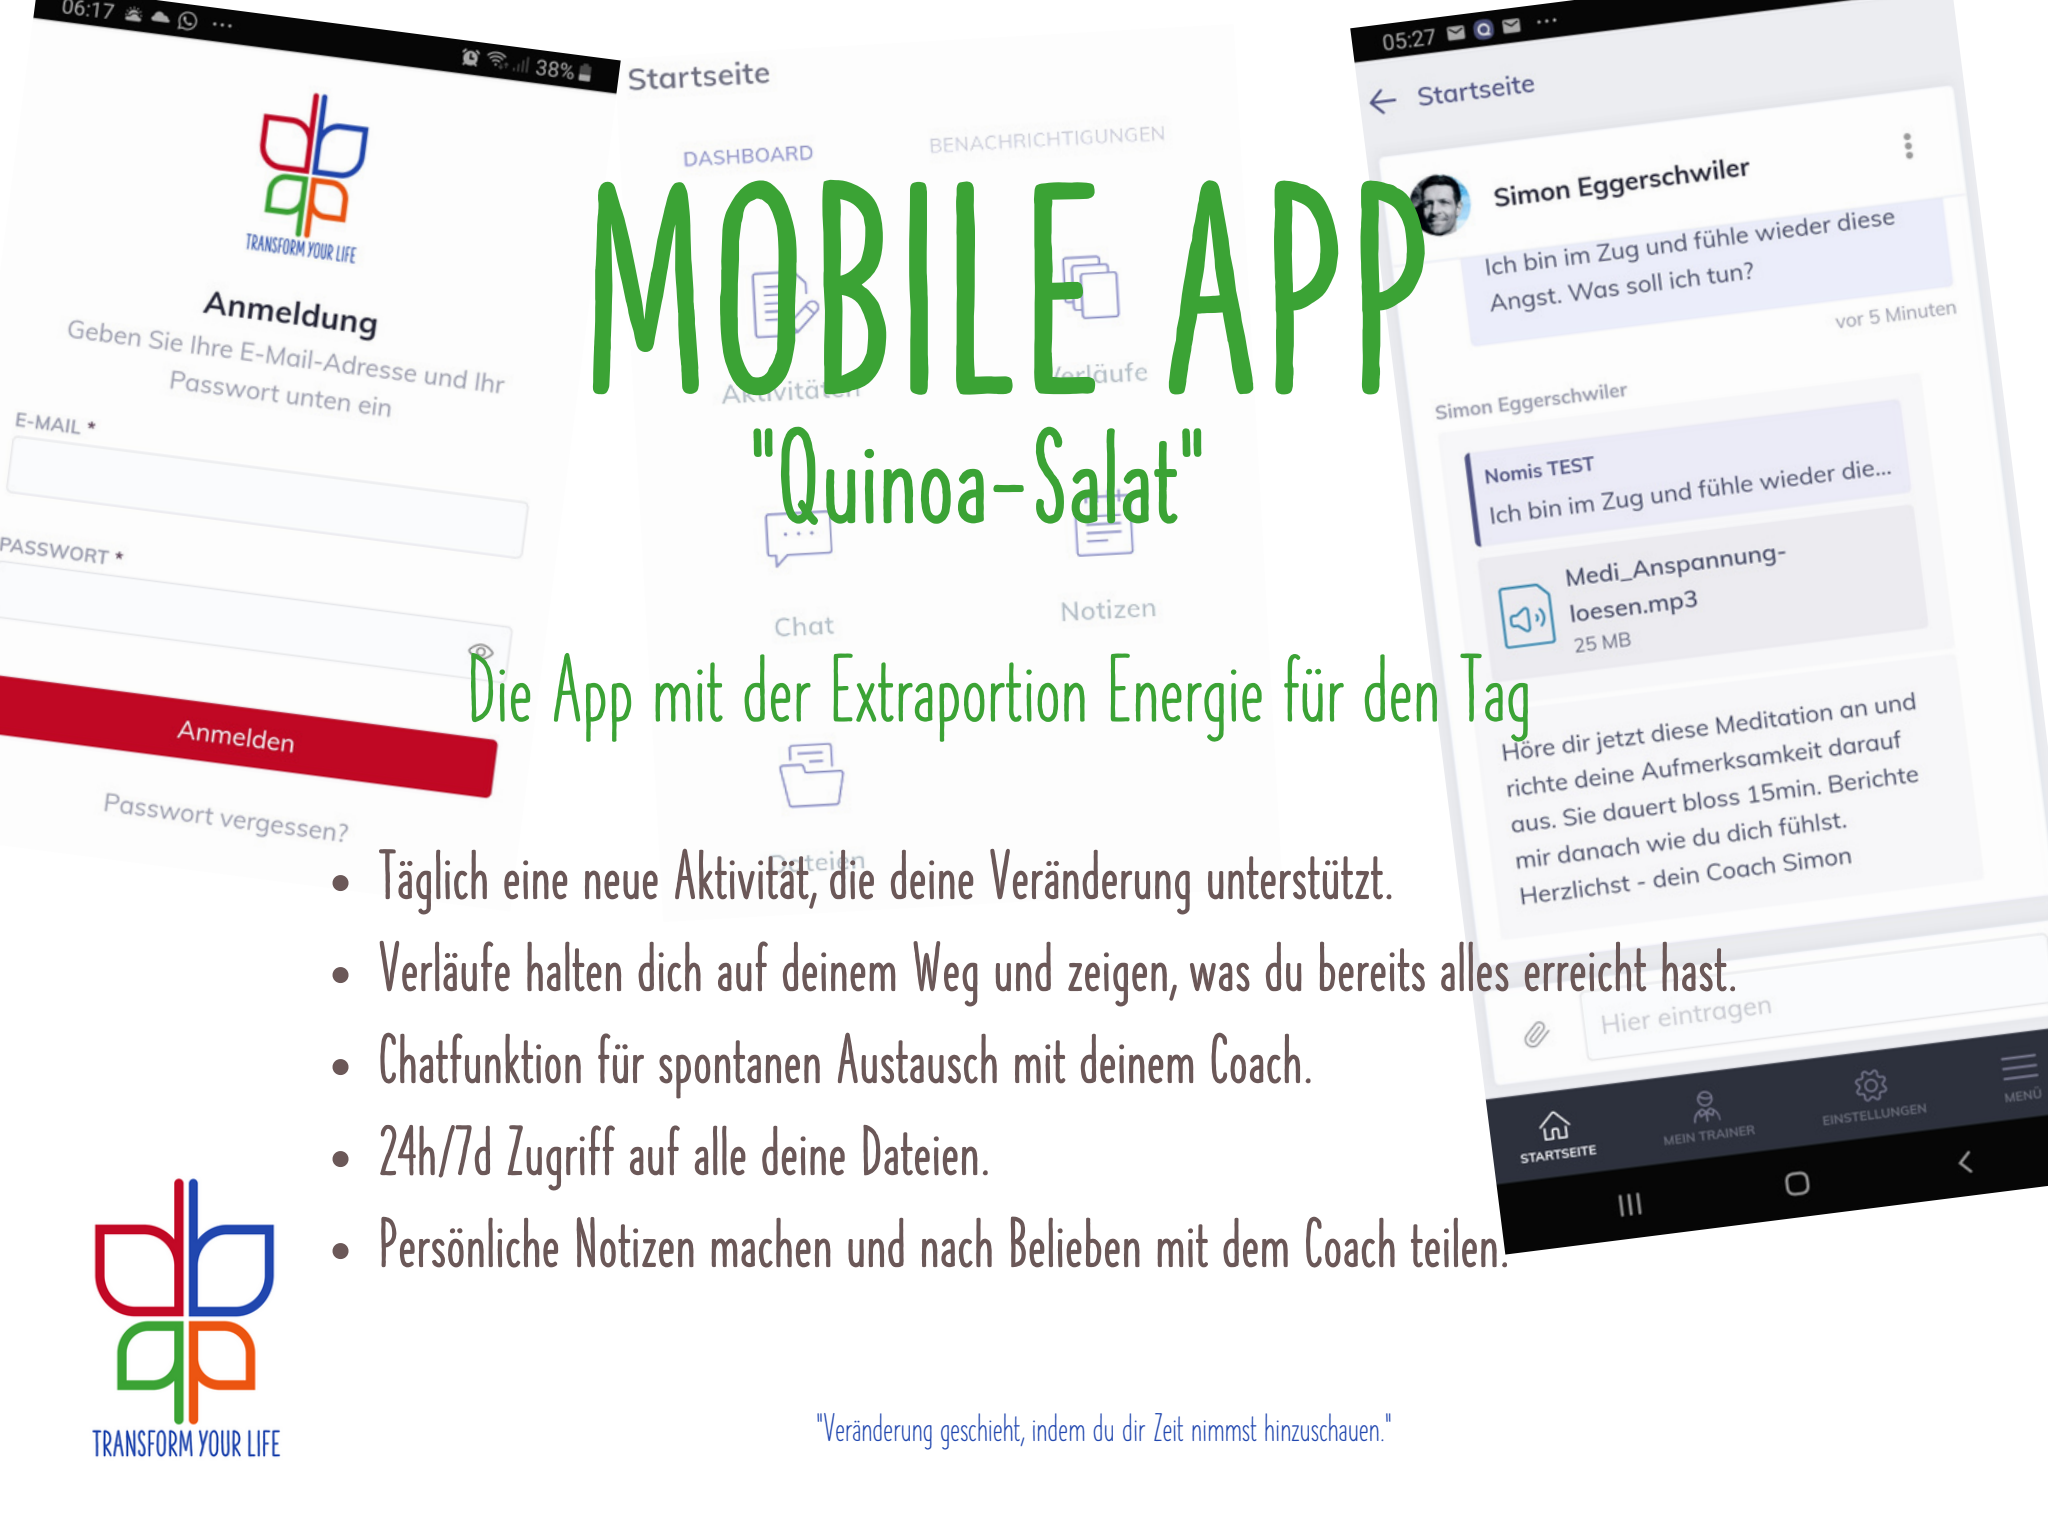 06:17
38%
TRANSFORM YOUR LIFE
Anmeldung
Geben Sie Ihre E-Mail-Adresse und Ihr
Passwort unten ein
E-MAIL *
PASSWORT *
Anmelden
Passwort vergessen?
Startseite
DASHBOARD
BENACHRICHTIGUNGEN
Aktivitäten
Verläufe
Chat
Notizen
Dateien
05:27
Startseite
Simon Eggerschwiler
Ich bin im Zug und fühle wieder diese
Angst. Was soll ich tun?
vor 5 Minuten
Simon Eggerschwiler
Nomis TEST
Ich bin im Zug und fühle wieder die...
Medi_Anspannung-
loesen.mp3
25 MB
Höre dir jetzt diese Meditation an und
richte deine Aufmerksamkeit darauf
aus. Sie dauert bloss 15min. Berichte
mir danach wie du dich fühlst.
Herzlichst - dein Coach Simon
Hier eintragen
STARTSEITE
MEIN TRAINER
EINSTELLUNGEN
MENÜ
MOBILE APP
"Quinoa-Salat"
Die App mit der Extraportion Energie für den Tag
• Täglich eine neue Aktivität, die deine Veränderung unterstützt.
• Verläufe halten dich auf deinem Weg und zeigen, was du bereits alles erreicht hast.
• Chatfunktion für spontanen Austausch mit deinem Coach.
• 24h/7d Zugriff auf alle deine Dateien.
• Persönliche Notizen machen und nach Belieben mit dem Coach teilen.
TRANSFORM YOUR LIFE
"Veränderung geschieht, indem du dir Zeit nimmst hinzuschauen."